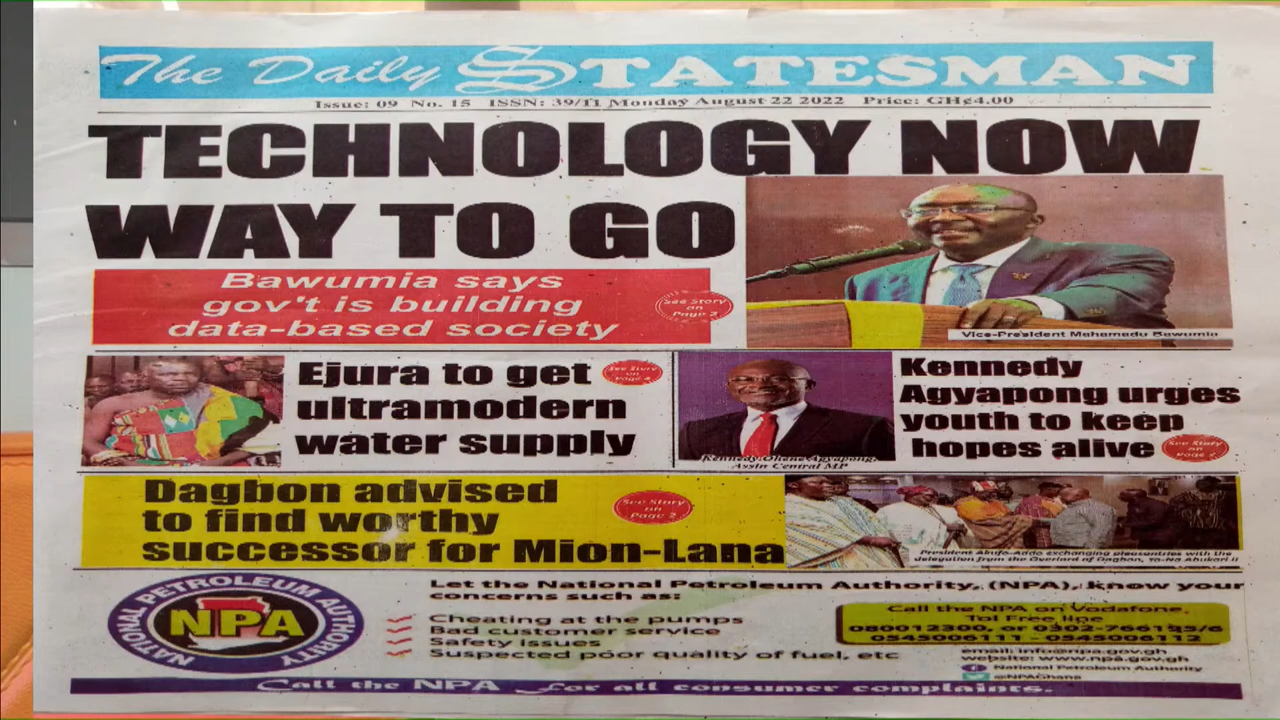 The Daily STATESMAN
Issue: 09 No. 15 ISSN: 39/11 Monday August 22 2022 Price: GH¢4.00
TECHNOLOGY NOW
WAY TO GO
Bawumia says
gov't is building
data-based society
See Story
on
Page 2
Vice-President Mahamadu Bawumia
Ejura to get
ultramodern
water supply
See Story
on
Page
Kennedy Ohene Agyapong,
Assin Central MP
Kennedy
Agyapong urges
youth to keep
hopes alive
See Story
on
Page
Dagbon advised
to find worthy
successor for Mion-Lana
See Story
on
Page 2
President Akufo-Addo exchanging pleasantries with the
delegation from the Overlord of Dagbon, Ya-Na Abukari II
NATIONAL PETROLEUM AUTHORITY
NPA
Let the National Petroleum Authority, (NPA), know your
concerns such as:
Cheating at the pumps
Bad customer service
Safety issues
Suspected poor quality of fuel, etc
Call the NPA on Vodafone,
Tol Free line
080012300, or 0302-766195/6
0545006111 - 0545006112
email: info@npa.gov.gh
website: www.npa.gov.gh
National Petroleum Authority
@NPAGhana
Call the NPA for all consumer complaints.